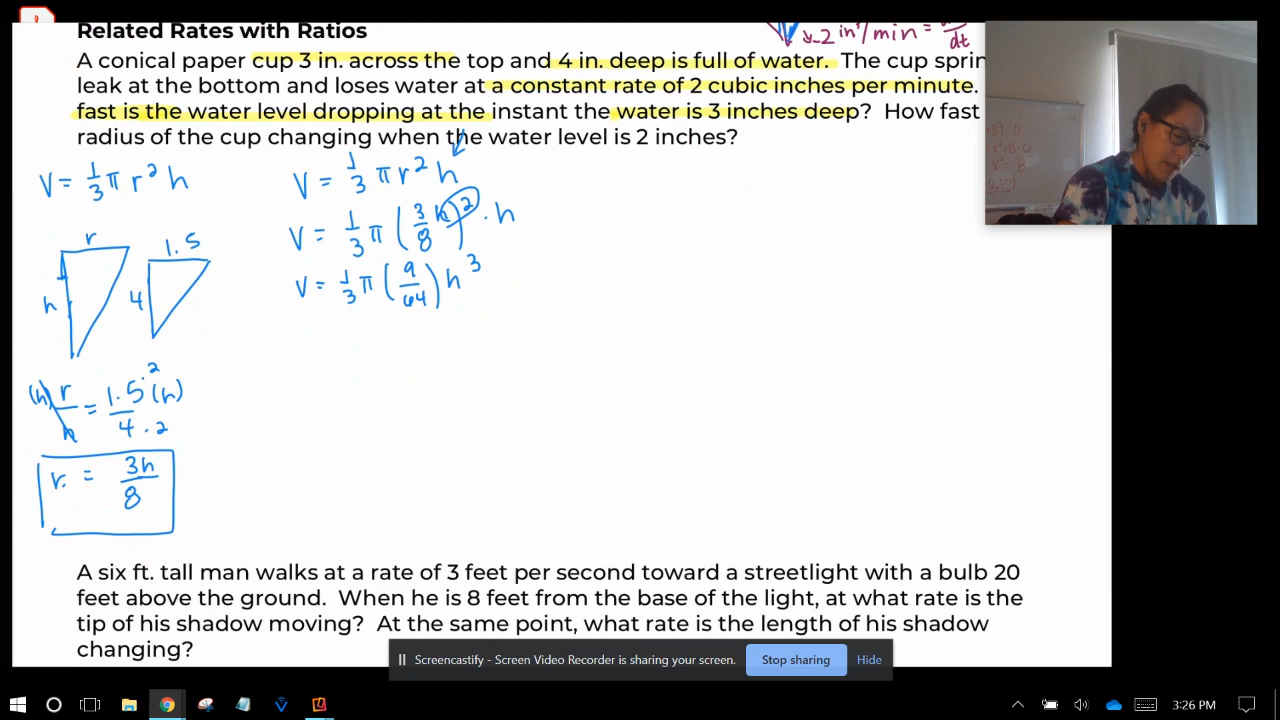 Related Rates with Ratios
-2 in³/min = dt
A conical paper cup 3 in. across the top and 4 in. deep is full of water. The cup sprin
leak at the bottom and loses water at a constant rate of 2 cubic inches per minute.
fast is the water level dropping at the instant the water is 3 inches deep? How fast
radius of the cup changing when the water level is 2 inches?
V = 1/3 π r² h
V = 1/3 π r² h
V = 1/3 π (3/8 h)² · h
V = 1/3 π (9/64) h³
r
h
1.5
4
(h) r/h = 1.5·2 (h) / 4·2
r = 3h/8
A six ft. tall man walks at a rate of 3 feet per second toward a streetlight with a bulb 20
feet above the ground. When he is 8 feet from the base of the light, at what rate is the
tip of his shadow moving? At the same point, what rate is the length of his shadow
changing?
Screencastify - Screen Video Recorder is sharing your screen.
Stop sharing
Hide
3:26 PM